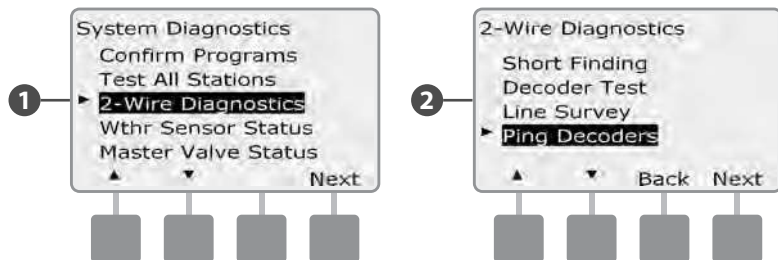 System Diagnostics
Confirm Programs
Test All Stations
1
► 2-Wire Diagnostics
Wthr Sensor Status
Master Valve Status
▲ ▼ Next
2-Wire Diagnostics
Short Finding
Decoder Test
2
Line Survey
► Ping Decoders
▲ ▼ Back Next